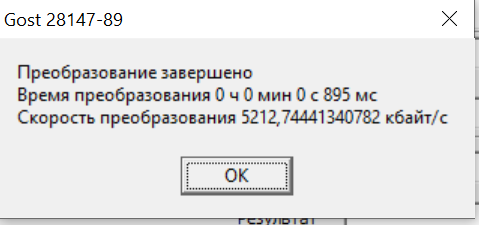 Gost 28147-89
Преобразование завершено
Время преобразования 0 ч 0 мин 0 с 895 мс
Скорость преобразования 5212,74441340782 кбайт/с
OK
Результат